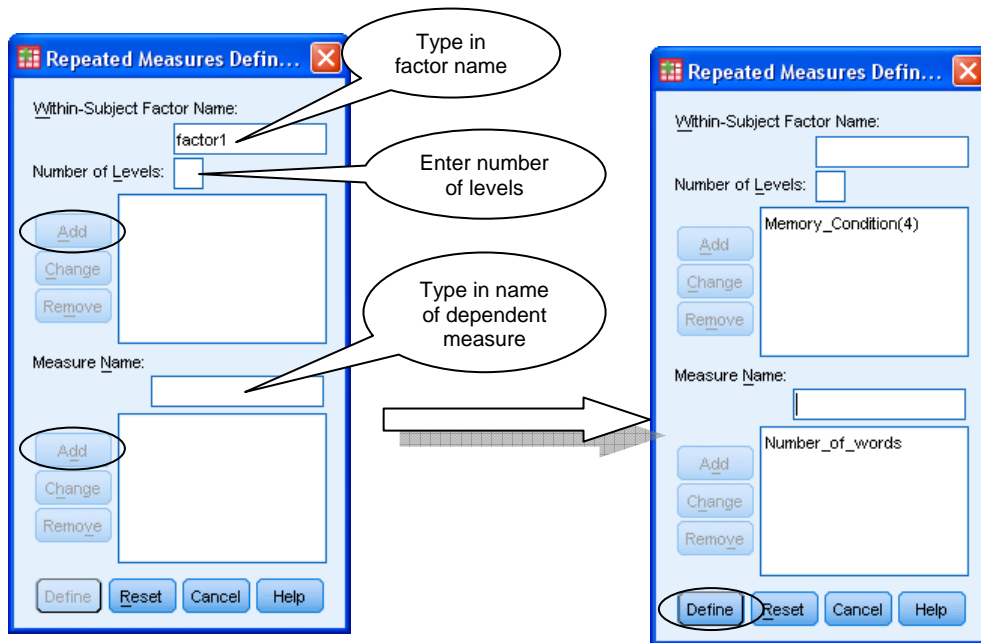 Repeated Measures Defin...
Type in
factor name
Within-Subject Factor Name:
factor1
Number of Levels:
Enter number
of levels
Add
Change
Remove
Type in name
of dependent
measure
Measure Name:
Add
Change
Remove
Define Reset Cancel Help
Repeated Measures Defin...
Within-Subject Factor Name:
Number of Levels:
Memory_Condition(4)
Add
Change
Remove
Measure Name:
Number_of_words
Add
Change
Remove
Define Reset Cancel Help